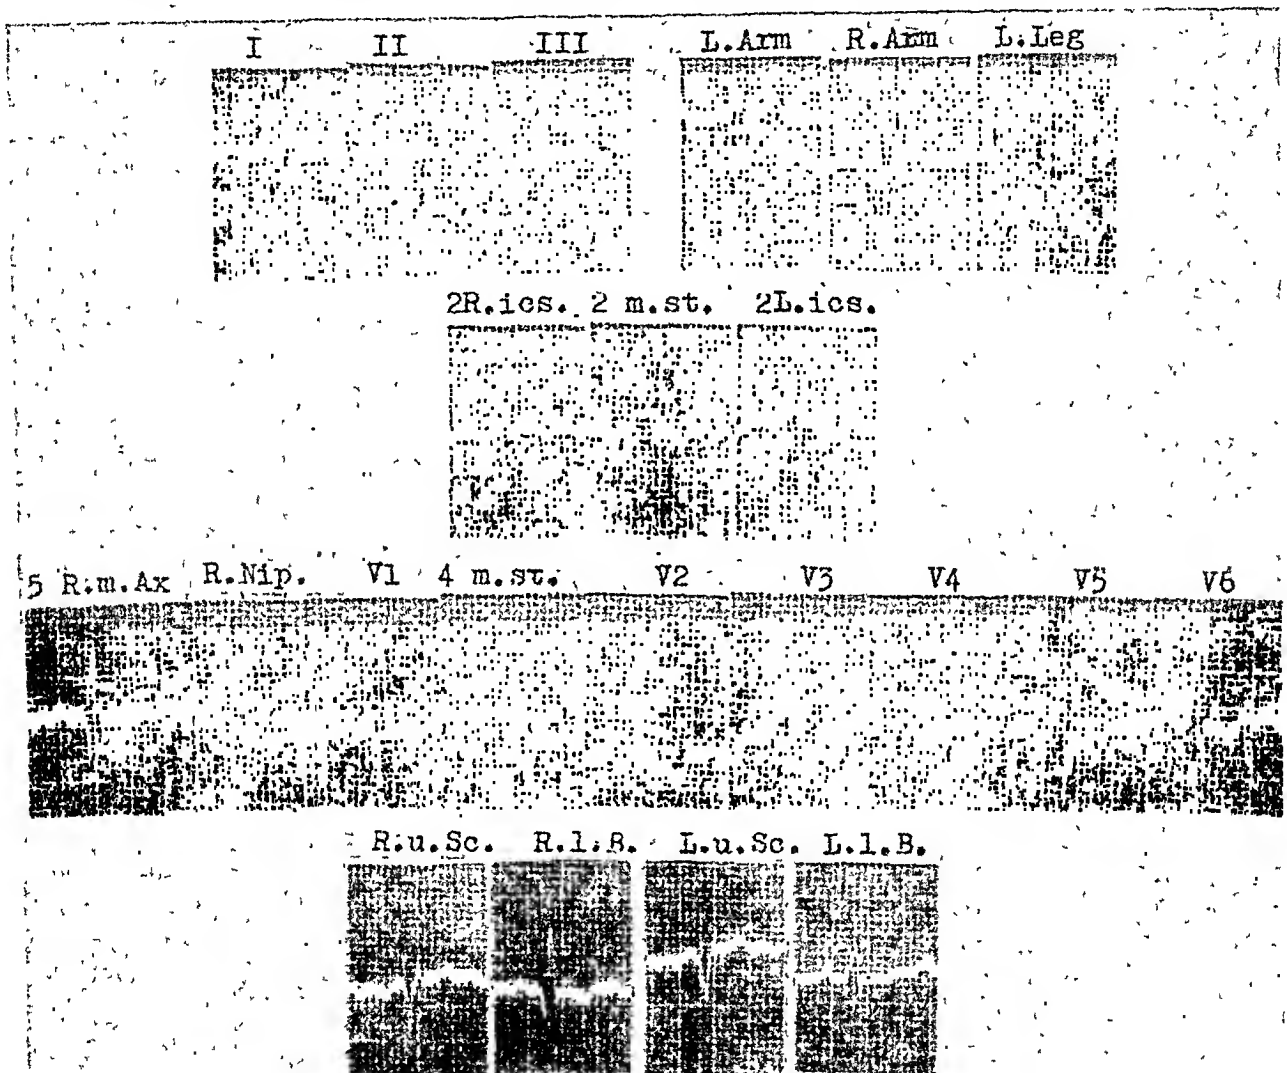 I II III L.Arm R.Arm L.Leg
2R.ics. 2 m.st. 2L.ics.
5 R.m.Ax R.Nip. V1 4 m.st. V2 V3 V4 V5 V6
R.u.Sc. R.l.B. L.u.Sc. L.l.B.